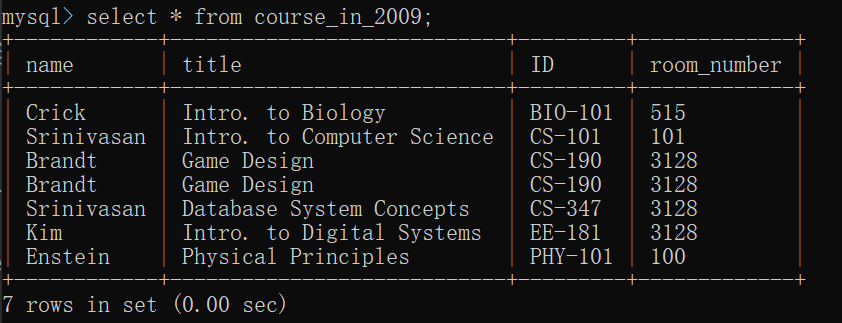 mysql> select * from course_in_2009;
+------------+----------------------------+---------+-------------+
| name | title | ID | room_number |
+------------+----------------------------+---------+-------------+
| Crick | Intro. to Biology | BIO-101 | 515 |
| Srinivasan | Intro. to Computer Science | CS-101 | 101 |
| Brandt | Game Design | CS-190 | 3128 |
| Brandt | Game Design | CS-190 | 3128 |
| Srinivasan | Database System Concepts | CS-347 | 3128 |
| Kim | Intro. to Digital Systems | EE-181 | 3128 |
| Enstein | Physical Principles | PHY-101 | 100 |
+------------+----------------------------+---------+-------------+
7 rows in set (0.00 sec)